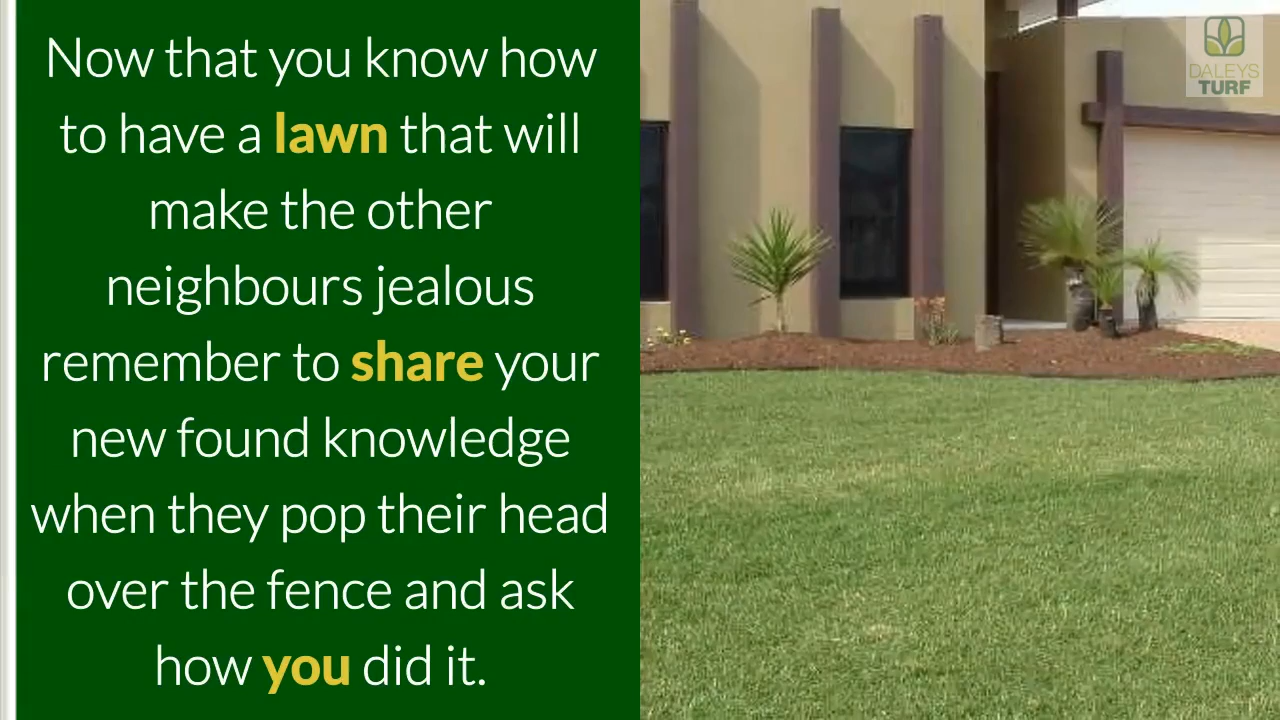 Now that you know how
to have a lawn that will
make the other
neighbours jealous
remember to share your
new found knowledge
when they pop their head
over the fence and ask
how you did it.
DALEYS
TURF